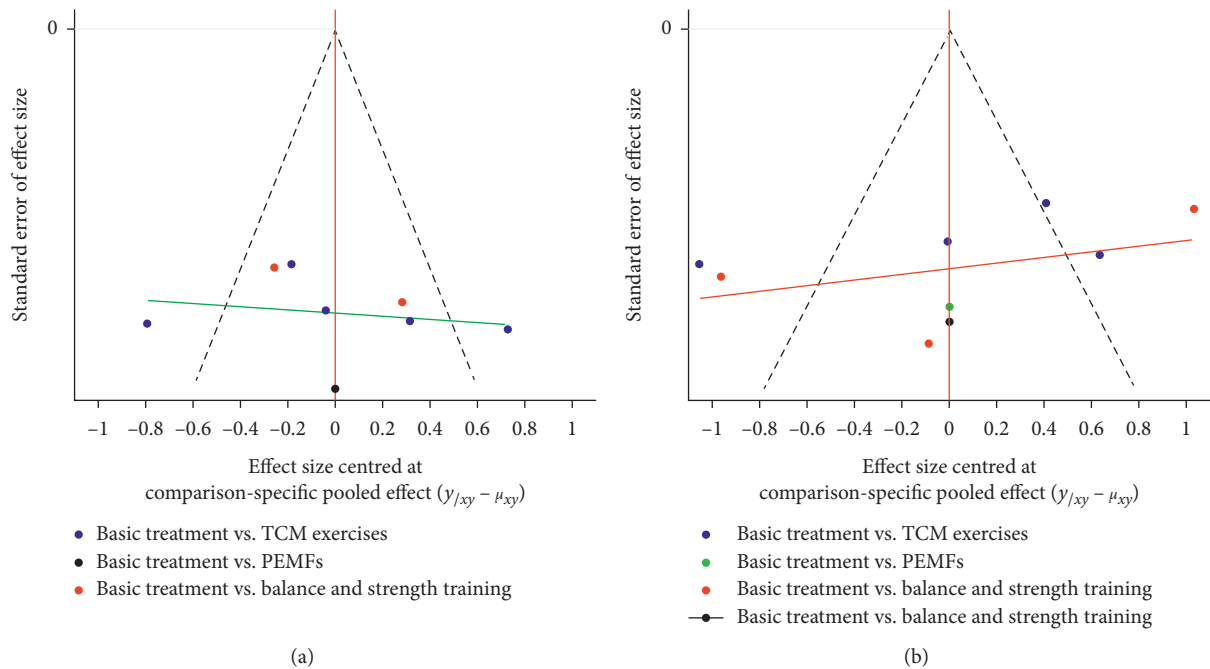 0
Standard error of effect size
–1 –0.8 –0.6 –0.4 –0.2 0 0.2 0.4 0.6 0.8 1
Effect size centred at
comparison-specific pooled effect (y/xy – μxy)
Basic treatment vs. TCM exercises
Basic treatment vs. PEMFs
Basic treatment vs. balance and strength training
(a)
0
Standard error of effect size
–1 –0.8 –0.6 –0.4 –0.2 0 0.2 0.4 0.6 0.8 1
Effect size centred at
comparison-specific pooled effect (y/xy – μxy)
Basic treatment vs. TCM exercises
Basic treatment vs. PEMFs
Basic treatment vs. balance and strength training
Basic treatment vs. balance and strength training
(b)